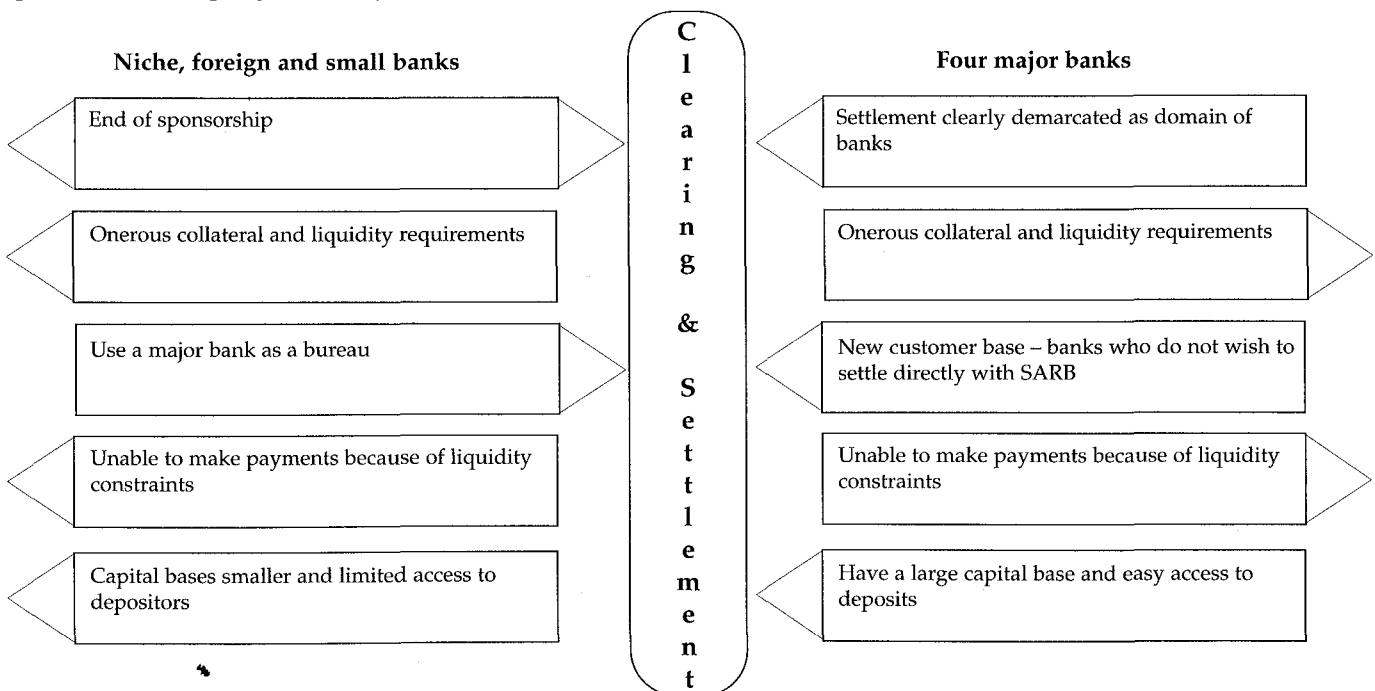 Niche, foreign and small banks
End of sponsorship
Onerous collateral and liquidity requirements
Use a major bank as a bureau
Unable to make payments because of liquidity
constraints
Capital bases smaller and limited access to
depositors
C
l
e
a
r
i
n
g
&
S
e
t
t
l
e
m
e
n
t
Four major banks
Settlement clearly demarcated as domain of
banks
Onerous collateral and liquidity requirements
New customer base – banks who do not wish to
settle directly with SARB
Unable to make payments because of liquidity
constraints
Have a large capital base and easy access to
deposits